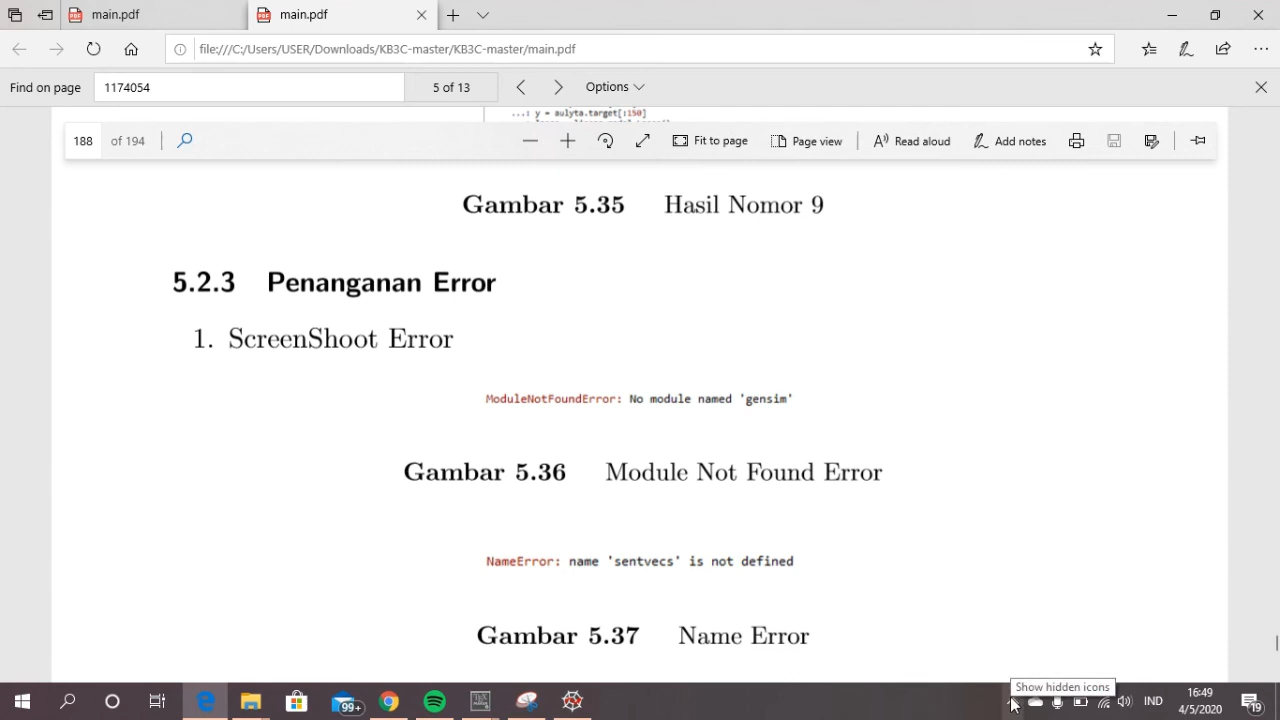 main.pdf
main.pdf
file:///C:/Users/USER/Downloads/KB3C-master/KB3C-master/main.pdf
Find on page
1174054
5 of 13
Options
...: y = aulyta.target[:150]
188 of 194
Fit to page
Page view
Read aloud
Add notes
Gambar 5.35 Hasil Nomor 9
5.2.3 Penanganan Error
1. ScreenShoot Error
ModuleNotFoundError: No module named 'gensim'
Gambar 5.36 Module Not Found Error
NameError: name 'sentvecs' is not defined
Gambar 5.37 Name Error
Show hidden icons
99+
IND
16:49
4/5/2020
19